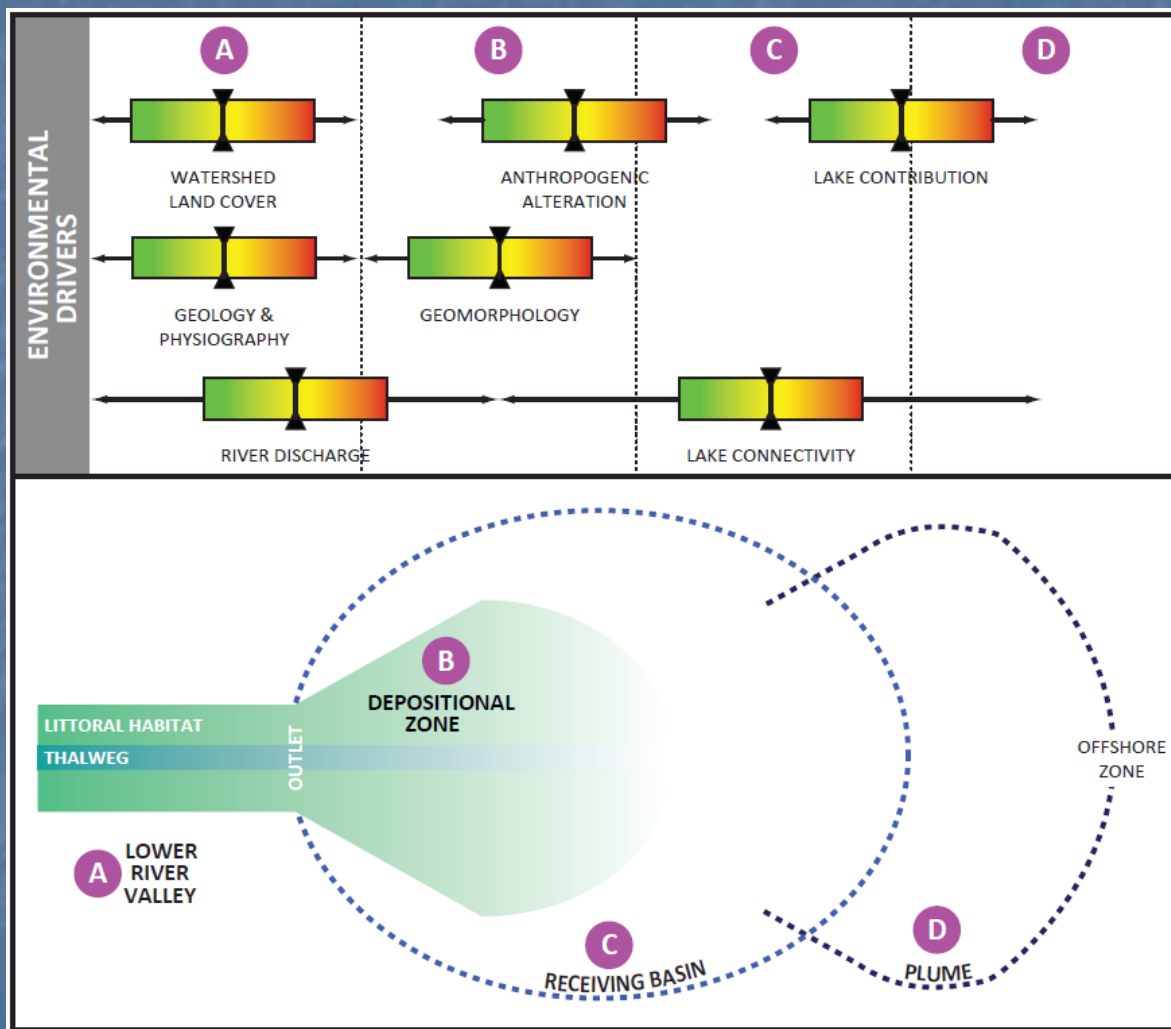 A
B
C
D
ENVIRONMENTAL
DRIVERS
WATERSHED
LAND COVER
ANTHROPOGENIC
ALTERATION
LAKE CONTRIBUTION
GEOLOGY &
PHYSIOGRAPHY
GEOMORPHOLOGY
RIVER DISCHARGE
LAKE CONNECTIVITY
B
DEPOSITIONAL
ZONE
LITTORAL HABITAT
THALWEG
OUTLET
OFFSHORE
ZONE
A
LOWER
RIVER
VALLEY
C
RECEIVING BASIN
D
PLUME